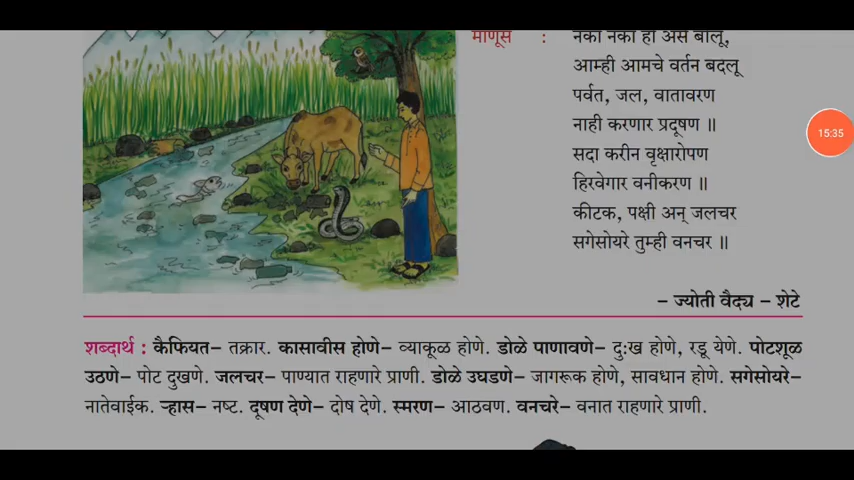 माणूस : नका नका हो असे बोलू,
आम्ही आमचे वर्तन बदलू
पर्वत, जल, वातावरण
नाही करणार प्रदूषण ॥
सदा करीन वृक्षारोपण
हिरवेगार वनीकरण ॥
कीटक, पक्षी अन् जलचर
सगेसोयरे तुम्ही वनचर ॥
– ज्योती वैद्य – शेटे
15:35
शब्दार्थ : कैफियत– तक्रार. कासावीस होणे– व्याकूळ होणे. डोळे पाणावणे– दुःख होणे, रडू येणे. पोटशूळ
उठणे– पोट दुखणे. जलचर– पाण्यात राहणारे प्राणी. डोळे उघडणे– जागरूक होणे, सावधान होणे. सगेसोयरे–
नातेवाईक. ऱ्हास– नष्ट. दूषण देणे– दोष देणे. स्मरण– आठवण. वनचरे– वनात राहणारे प्राणी.